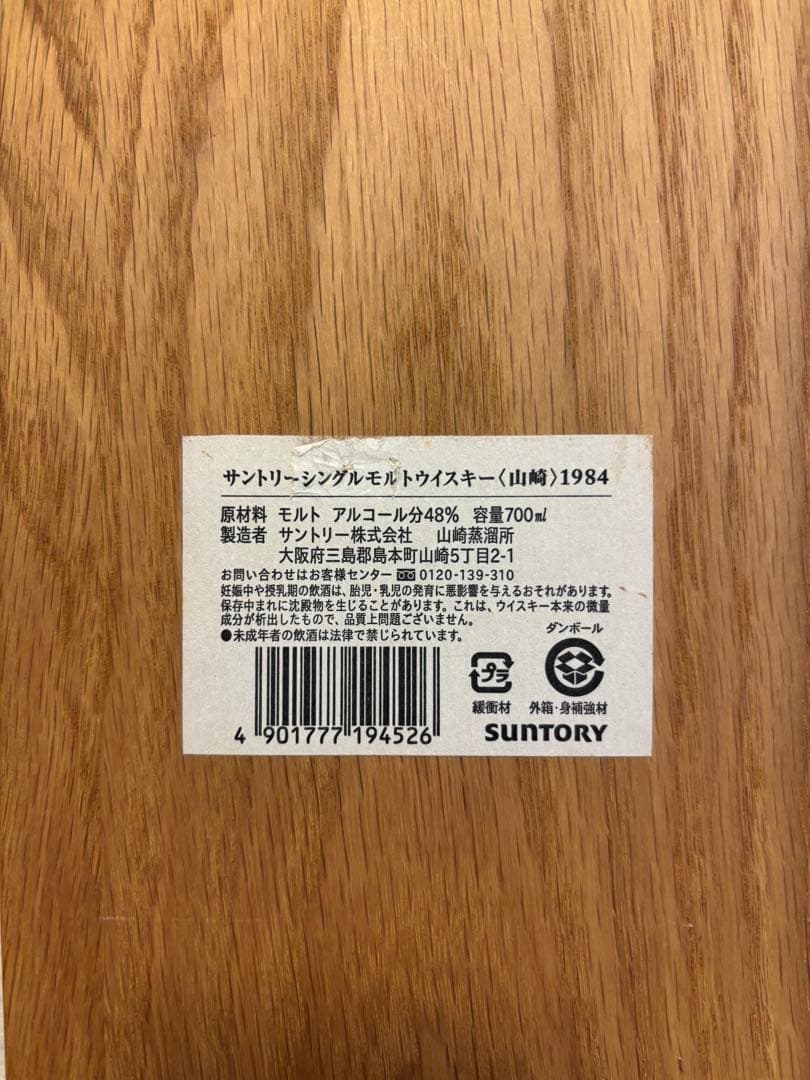 サントリーシングルモルトウイスキー〈山崎〉1984
原材料 モルト アルコール分48% 容量700㎖
製造者 サントリー株式会社 山崎蒸溜所
大阪府三島郡島本町山崎5丁目2-1
お問い合わせはお客様センター 0120-139-310
妊娠中や授乳期の飲酒は、胎児・乳児の発育に悪影響を与えるおそれがあります。
保存中まれに沈殿物を生じることがあります。これは、ウイスキー本来の微量
成分が析出したもので、品質上問題ございません。
●未成年者の飲酒は法律で禁じられています。
ダンボール
プラ
緩衝材 外箱・身補強材
4 901777 194526
SUNTORY